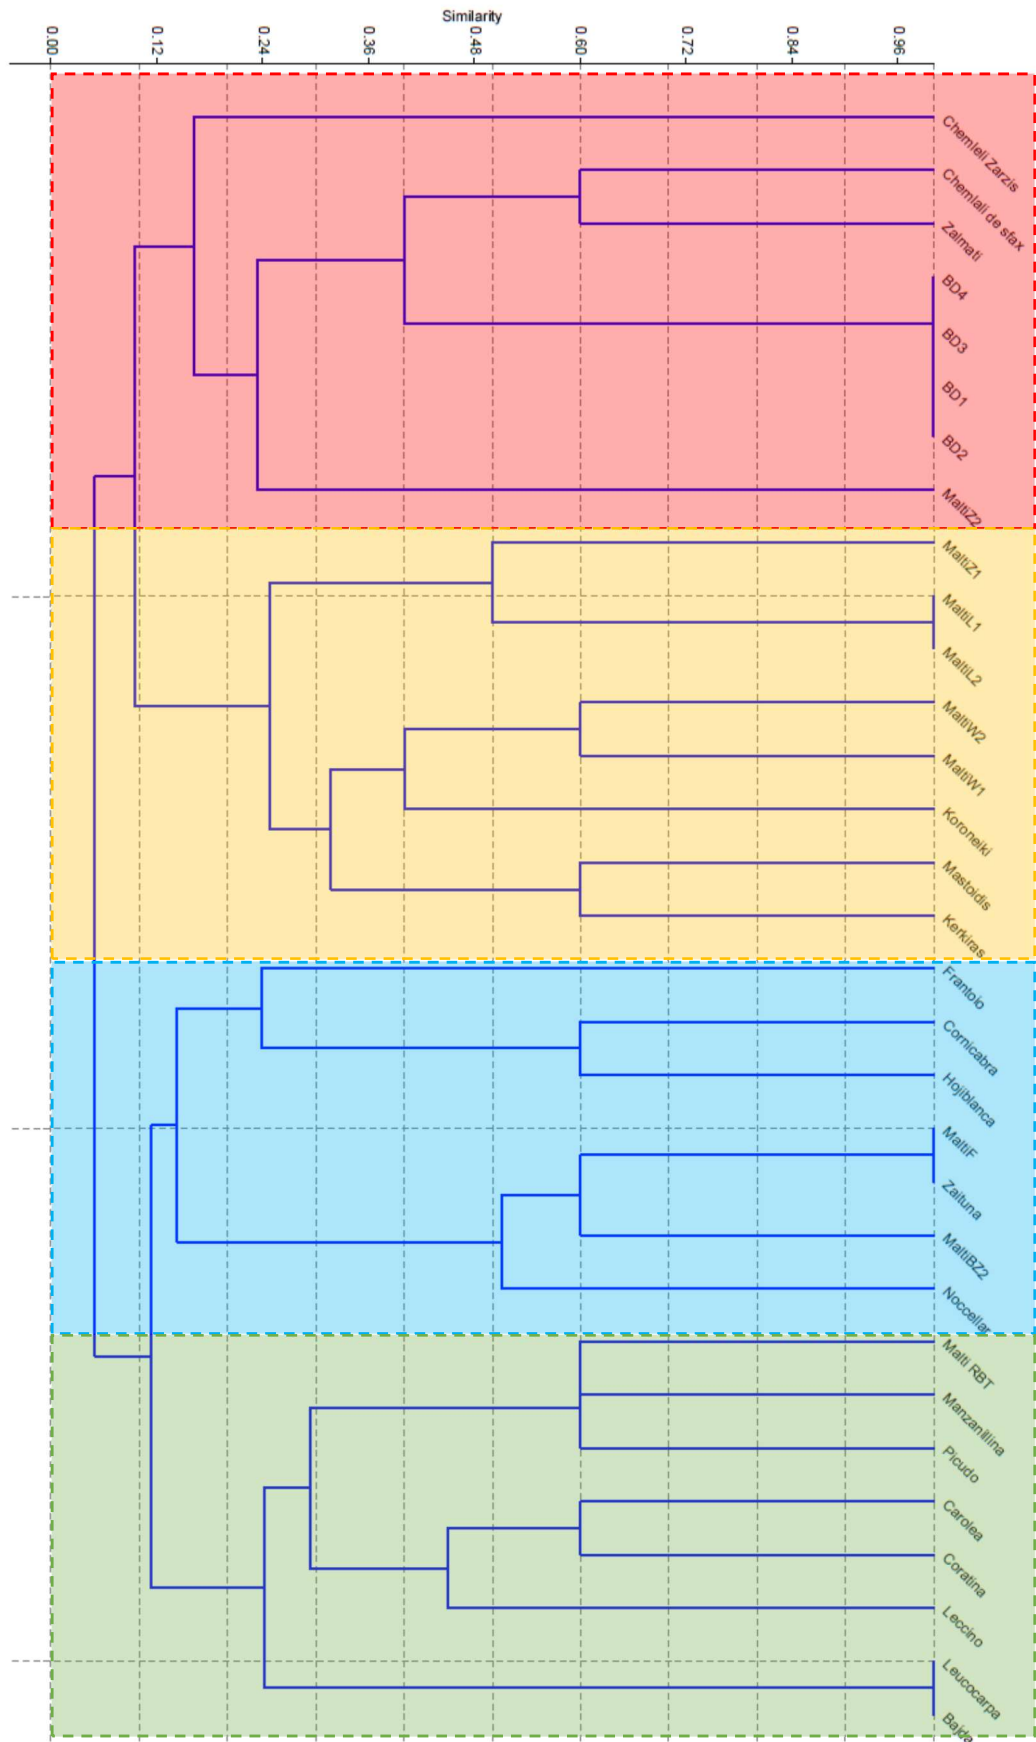 Similarity
0.00
0.12
0.24
0.36
0.48
0.60
0.72
0.84
0.96
Chemleli Zarzis
Chemlali de sfax
Zalmati
BD4
BD3
BD1
BD2
MaltiZ2
MaltiZ1
MaltiL1
MaltiL2
MaltiW2
MaltiW1
Koroneiki
Mastoidis
Kerkiras
Frantoio
Cornicabra
Hojiblanca
MaltiF
Zaituna
MaltiBZ2
Noccellar
Malti RBT
Manzanillina
Picudo
Carolea
Coratina
Leccino
Leucocarpa
Bajda